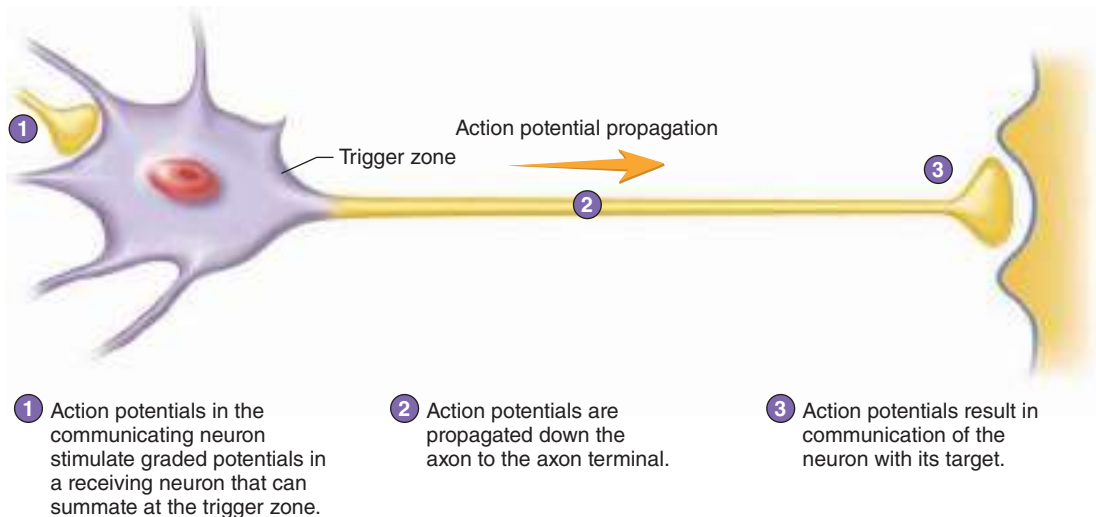 Action potential propagation
Trigger zone
1
2
3
1 Action potentials in the
communicating neuron
stimulate graded potentials in
a receiving neuron that can
summate at the trigger zone.
2 Action potentials are
propagated down the
axon to the axon terminal.
3 Action potentials result in
communication of the
neuron with its target.